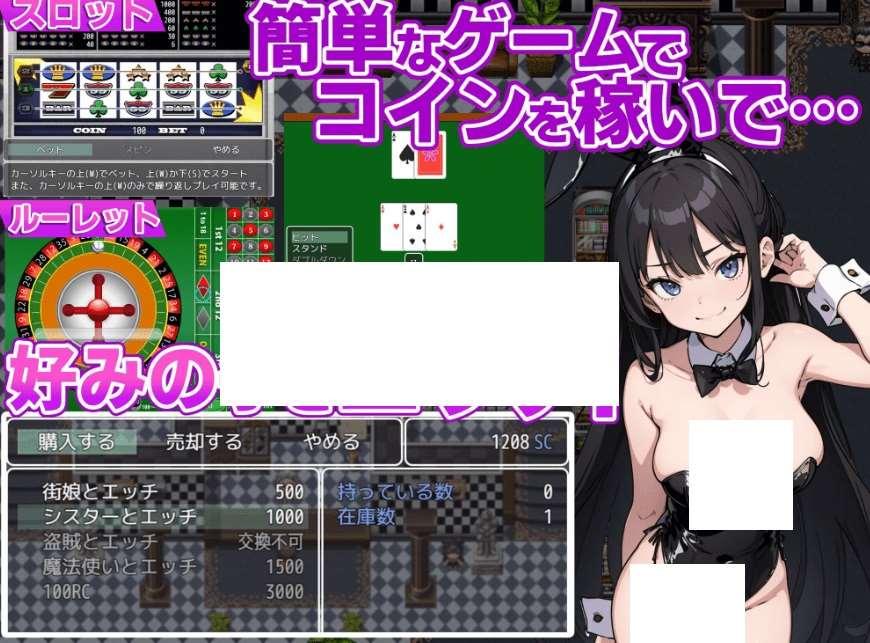 スロット
簡単なゲームで
コインを稼いで…
BAR
BAR
COIN 100 BET 0
ベット スピン やめる
カーソルキーの上(W)でベット、上(W)か下(S)でスタート
また、カーソルキーの上(W)のみで繰り返しプレイ可能です。
ルーレット
1 to 18
EVEN
1st 12
ヒット
スタンド
ダブルダウン
好みの
購入する 売却する やめる
1208 SC
街娘とエッチ 500
シスターとエッチ 1000
盗賊とエッチ 交換不可
魔法使いとエッチ 1500
100RC 3000
持っている数 0
在庫数 1